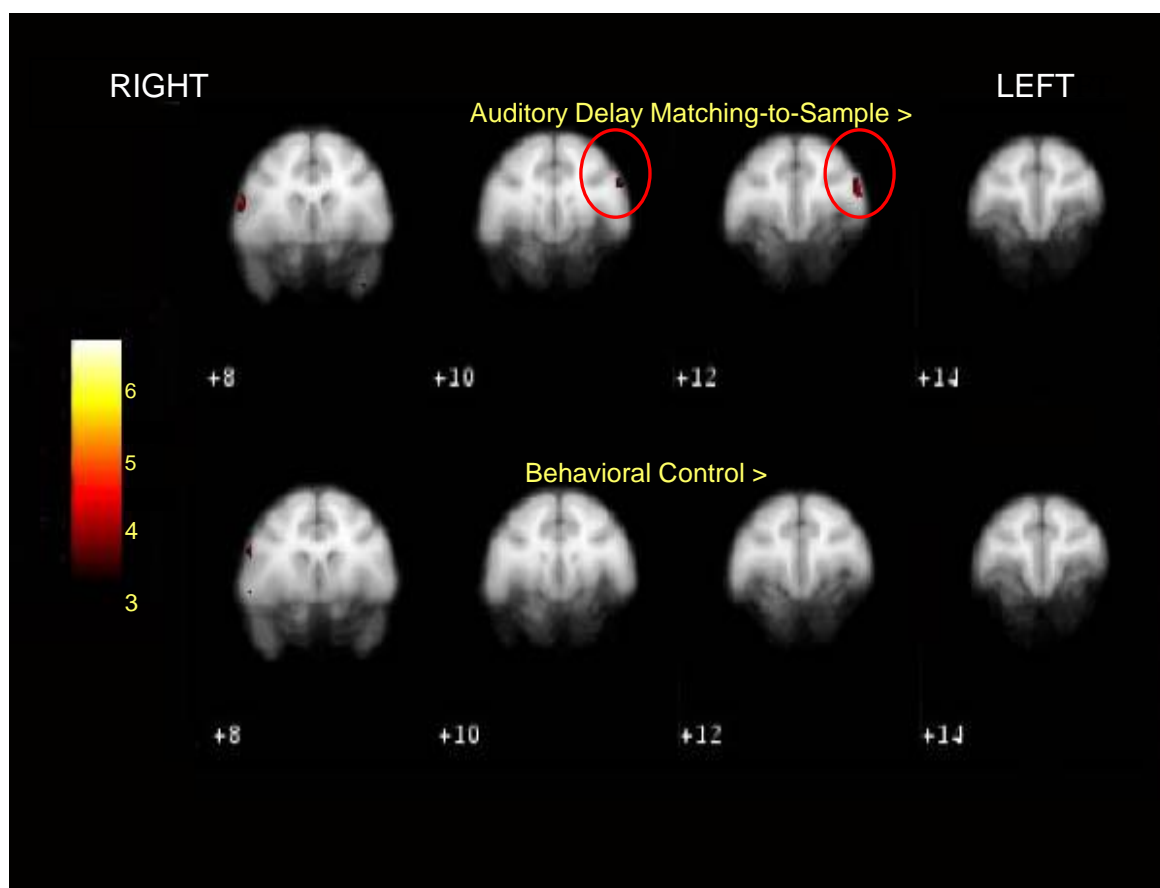 RIGHT LEFT
Auditory Delay Matching-to-Sample >
+8 +10 +12 +14
6
5
4
3
Behavioral Control >
+8 +10 +12 +14